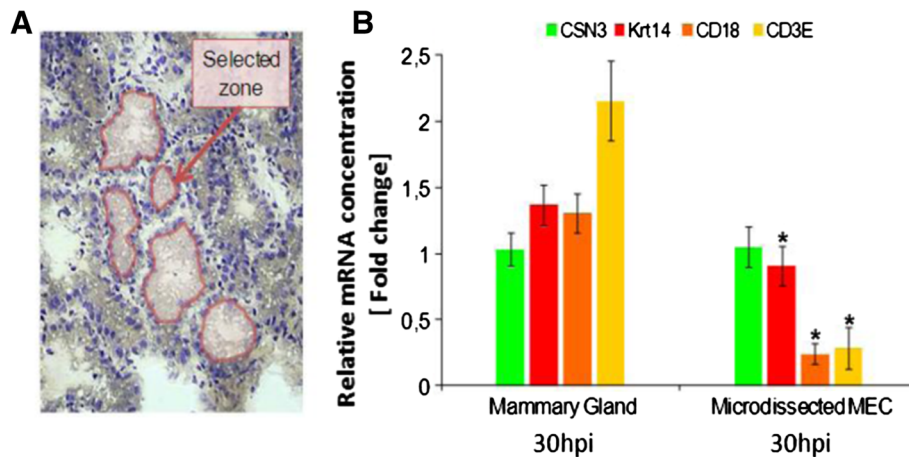 A
Selected
zone
B
CSN3 Krt14 CD18 CD3E
Relative mRNA concentration
[ Fold change]
2,5
2
1,5
1
0,5
0
*
*
*
Mammary Gland
Microdissected MEC
30hpi
30hpi